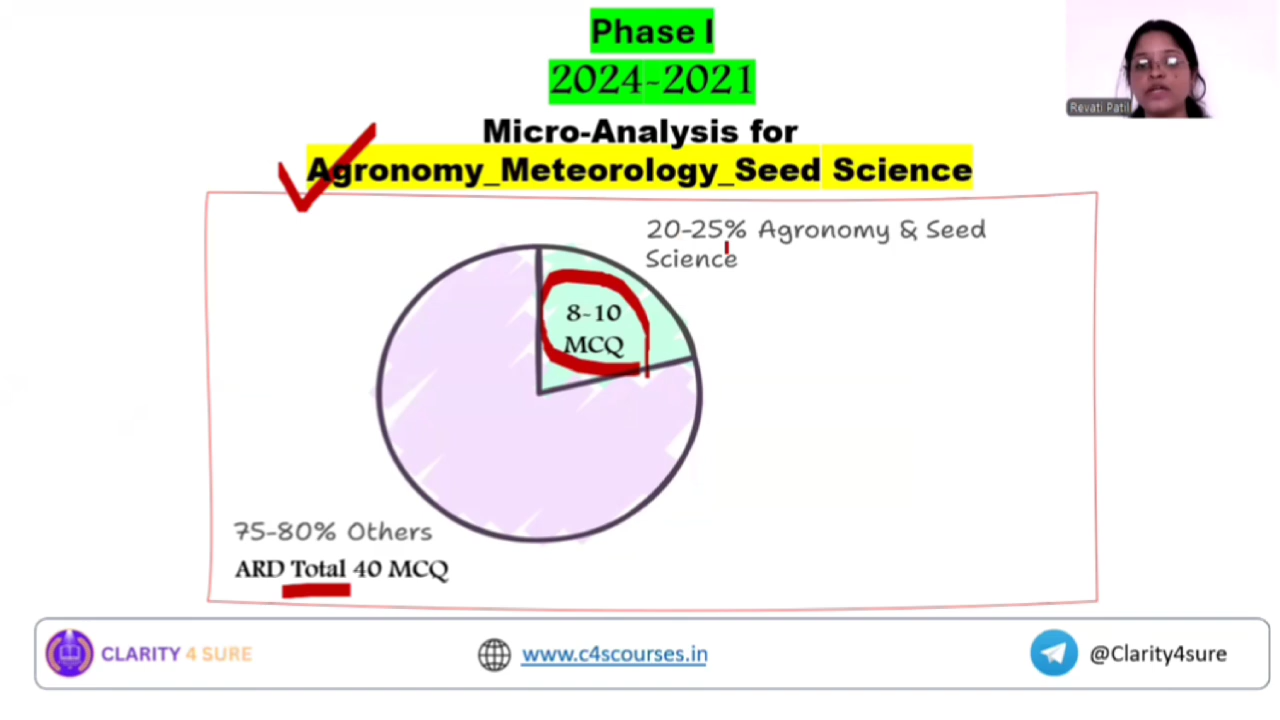 Phase I
2024-2021
Revati Patil
Micro-Analysis for
Agronomy_Meteorology_Seed Science
20-25% Agronomy & Seed
Science
8-10
MCQ
75-80% Others
ARD Total 40 MCQ
CLARITY 4 SURE
www.c4scourses.in
@Clarity4sure